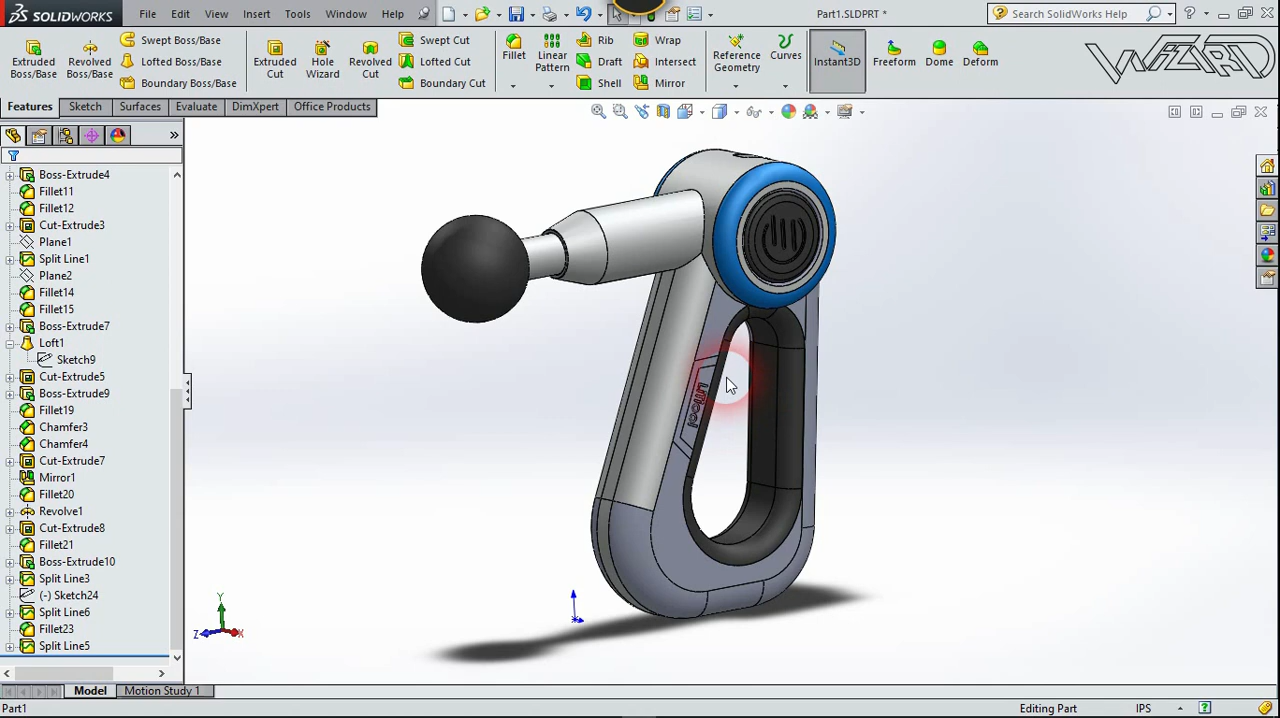 SOLIDWORKS
File Edit View Insert Tools Window Help
Part1.SLDPRT *
Search SolidWorks Help
Extruded Boss/Base
Revolved Boss/Base
Swept Boss/Base
Lofted Boss/Base
Boundary Boss/Base
Extruded Cut
Hole Wizard
Revolved Cut
Swept Cut
Lofted Cut
Boundary Cut
Fillet
Linear Pattern
Rib
Draft
Shell
Wrap
Intersect
Mirror
Reference Geometry
Curves
Instant3D
Freeform
Dome
Deform
WIZARD
Features Sketch Surfaces Evaluate DimXpert Office Products
Boss-Extrude4
Fillet11
Fillet12
Cut-Extrude3
Plane1
Split Line1
Plane2
Fillet14
Fillet15
Boss-Extrude7
Loft1
Sketch9
Cut-Extrude5
Boss-Extrude9
Fillet19
Chamfer3
Chamfer4
Cut-Extrude7
Mirror1
Fillet20
Revolve1
Cut-Extrude8
Fillet21
Boss-Extrude10
Split Line3
(-) Sketch24
Split Line6
Fillet23
Split Line5
Y
Z
X
Model Motion Study 1
Part1
Editing Part
IPS